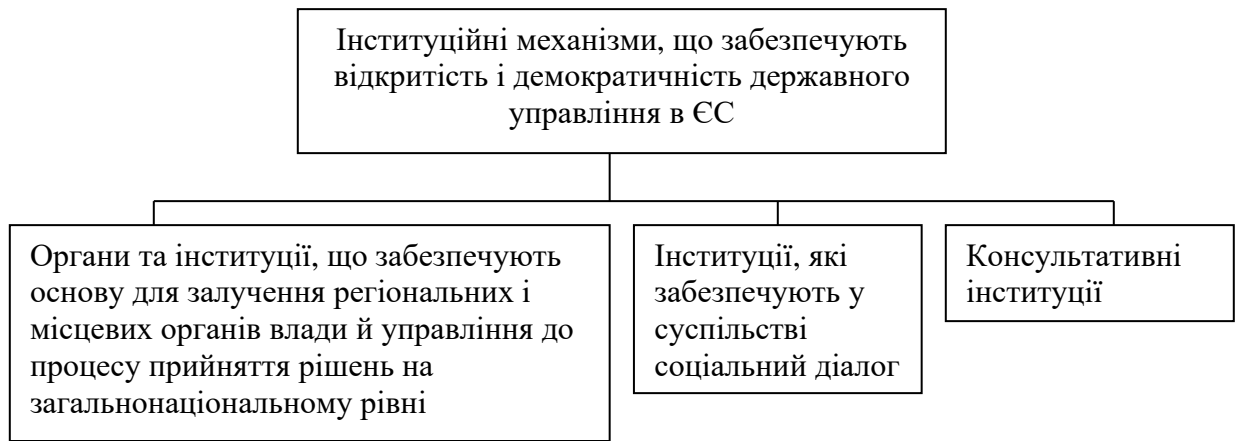 Інституційні механізми, що забезпечують
відкритість і демократичність державного
управління в ЄС
Органи та інституції, що забезпечують
основу для залучення регіональних і
місцевих органів влади й управління до
процесу прийняття рішень на
загальнонаціональному рівні
Інституції, які
забезпечують у
суспільстві
соціальний діалог
Консультативні
інституції